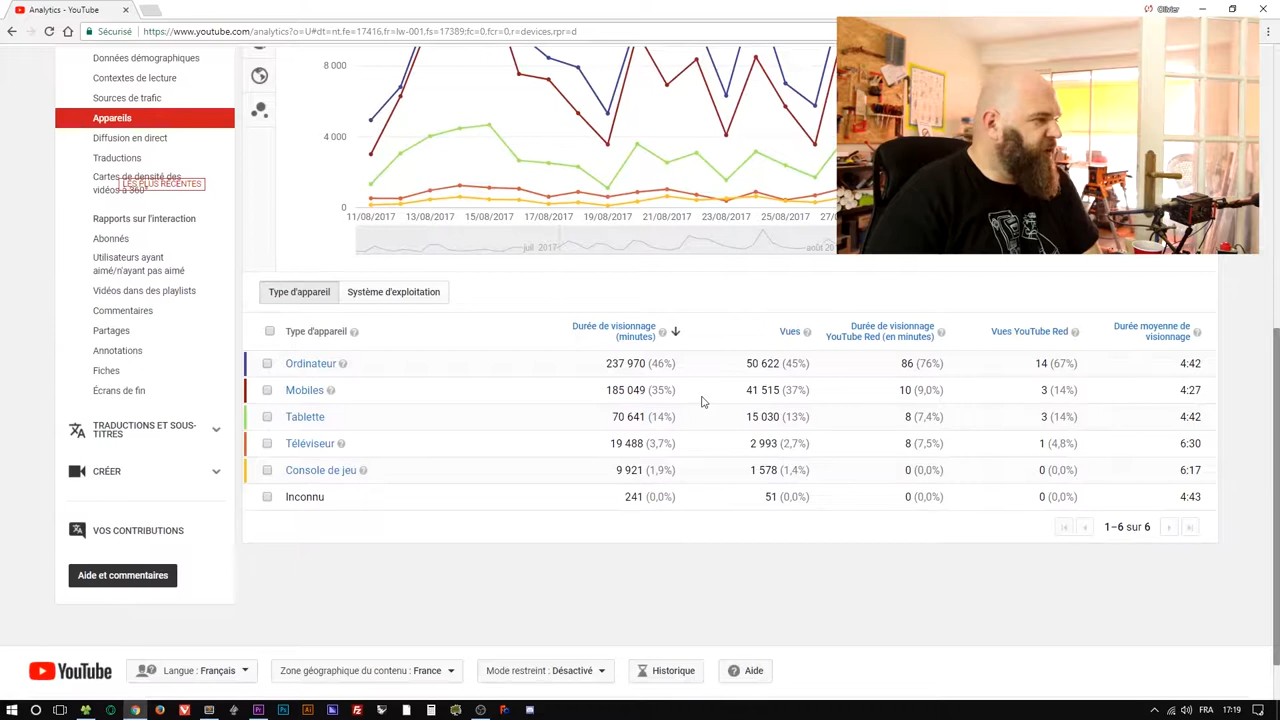 Analytics - YouTube
Olivier
Sécurisé
https://www.youtube.com/analytics?o=U#dt=nt.fe=17416.fr=lw-001.fs=17389;fc=0.fcr=0.r=devices.rpr=d
Données démographiques
Contextes de lecture
Sources de trafic
Appareils
Diffusion en direct
Traductions
Cartes de densité des
vidéos à 360°
LES PLUS RÉCENTES
Rapports sur l'interaction
Abonnés
Utilisateurs ayant
aimé/n'ayant pas aimé
Vidéos dans des playlists
Commentaires
Partages
Annotations
Fiches
Écrans de fin
TRADUCTIONS ET SOUS-
TITRES
CRÉER
VOS CONTRIBUTIONS
Aide et commentaires
8 000
4 000
0
11/08/2017 13/08/2017 15/08/2017 17/08/2017 19/08/2017 21/08/2017 23/08/2017 25/08/2017
juil 2017
Type d'appareil Système d'exploitation
Type d'appareil Durée de visionnage (minutes) Vues Durée de visionnage YouTube Red (en minutes) Vues YouTube Red Durée moyenne de visionnage
Ordinateur 237 970 (46%) 50 622 (45%) 86 (76%) 14 (67%) 4:42
Mobiles 185 049 (35%) 41 515 (37%) 10 (9,0%) 3 (14%) 4:27
Tablette 70 641 (14%) 15 030 (13%) 8 (7,4%) 3 (14%) 4:42
Téléviseur 19 488 (3,7%) 2 993 (2,7%) 8 (7,5%) 1 (4,8%) 6:30
Console de jeu 9 921 (1,9%) 1 578 (1,4%) 0 (0,0%) 0 (0,0%) 6:17
Inconnu 241 (0,0%) 51 (0,0%) 0 (0,0%) 0 (0,0%) 4:43
1–6 sur 6
YouTube
Langue : Français
Zone géographique du contenu : France
Mode restreint : Désactivé
Historique
Aide
FRA
17:19